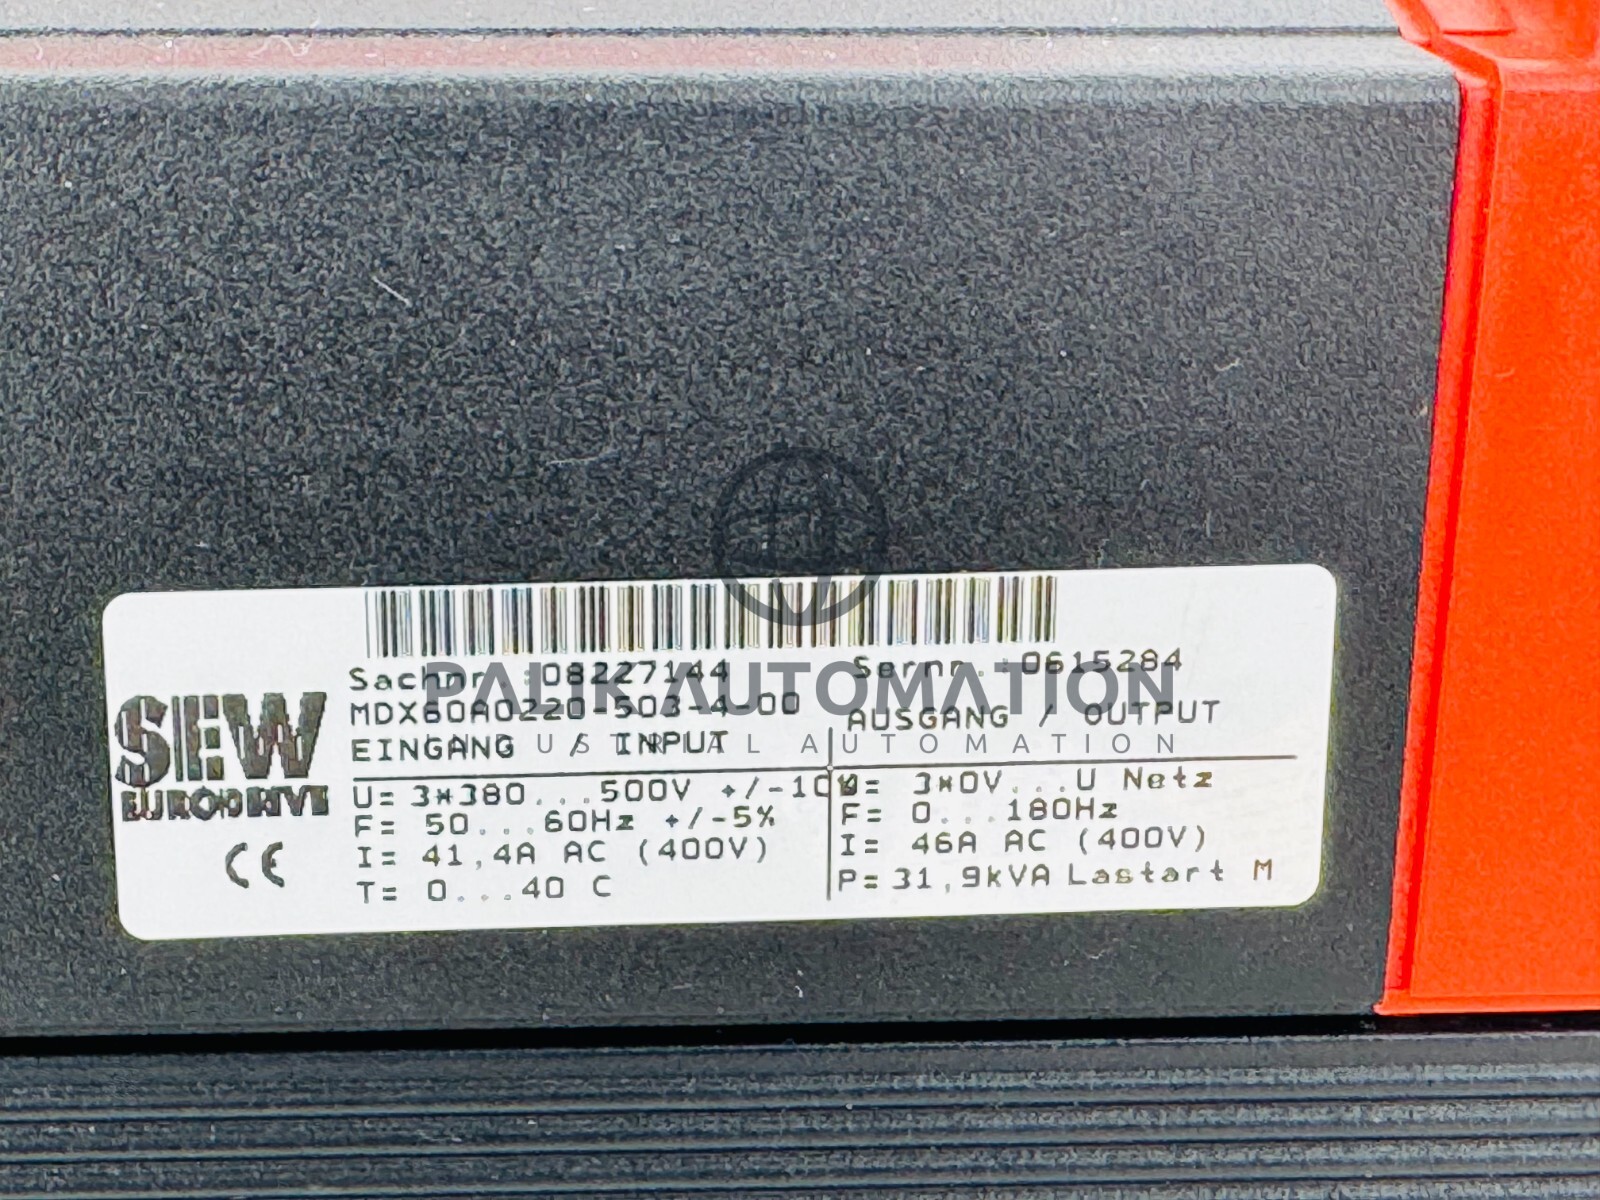 Sachnr.:08227144 Sernr.:0615284
MDX60A0220-503-4-00
AUSGANG / OUTPUT
EINGANG / INPUT
SEW
EURODRIVE
CE
U= 3*380...500V +/-10%
F= 50...60Hz +/-5%
I= 41,4A AC (400V)
T= 0...40 C
U= 3*0V...U Netz
F= 0...180Hz
I= 46A AC (400V)
P= 31,9kVA Lastart M
PALIK AUTOMATION
INDUSTRIAL AUTOMATION